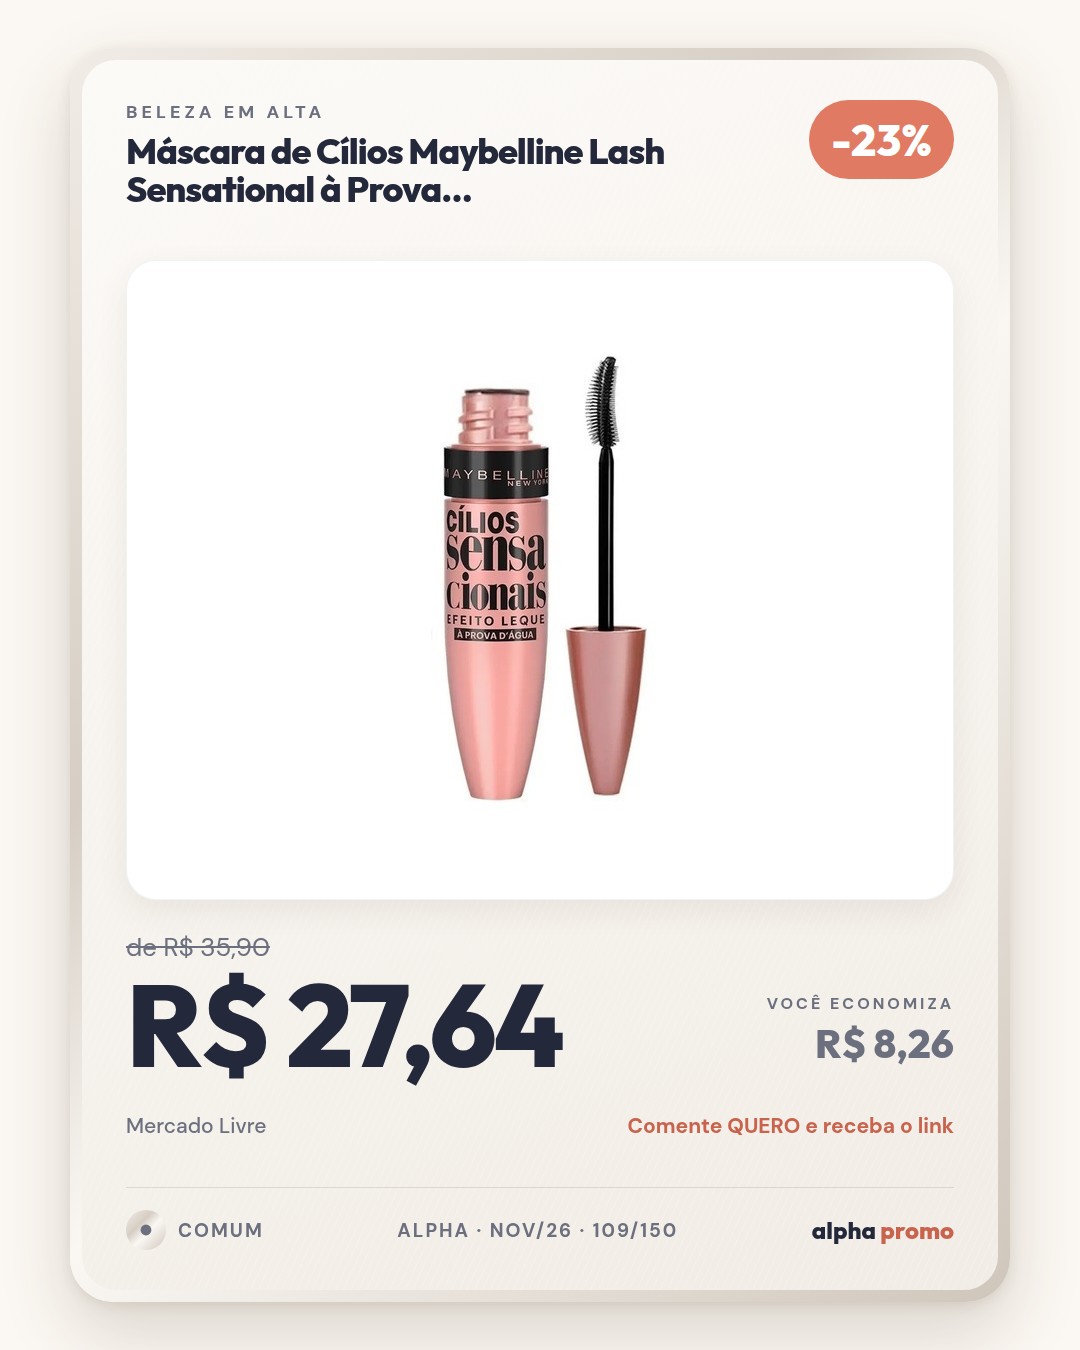 BELEZA EM ALTA
Máscara de Cílios Maybelline Lash
Sensational à Prova...
-23%
MAYBELLINE
NEW YORK
CÍLIOS
sensa
cionais
EFEITO LEQUE
À PROVA D'ÁGUA
de R$ 35,90
R$ 27,64
VOCÊ ECONOMIZA
R$ 8,26
Mercado Livre
Comente QUERO e receba o link
COMUM
ALPHA · NOV/26 · 109/150
alpha promo